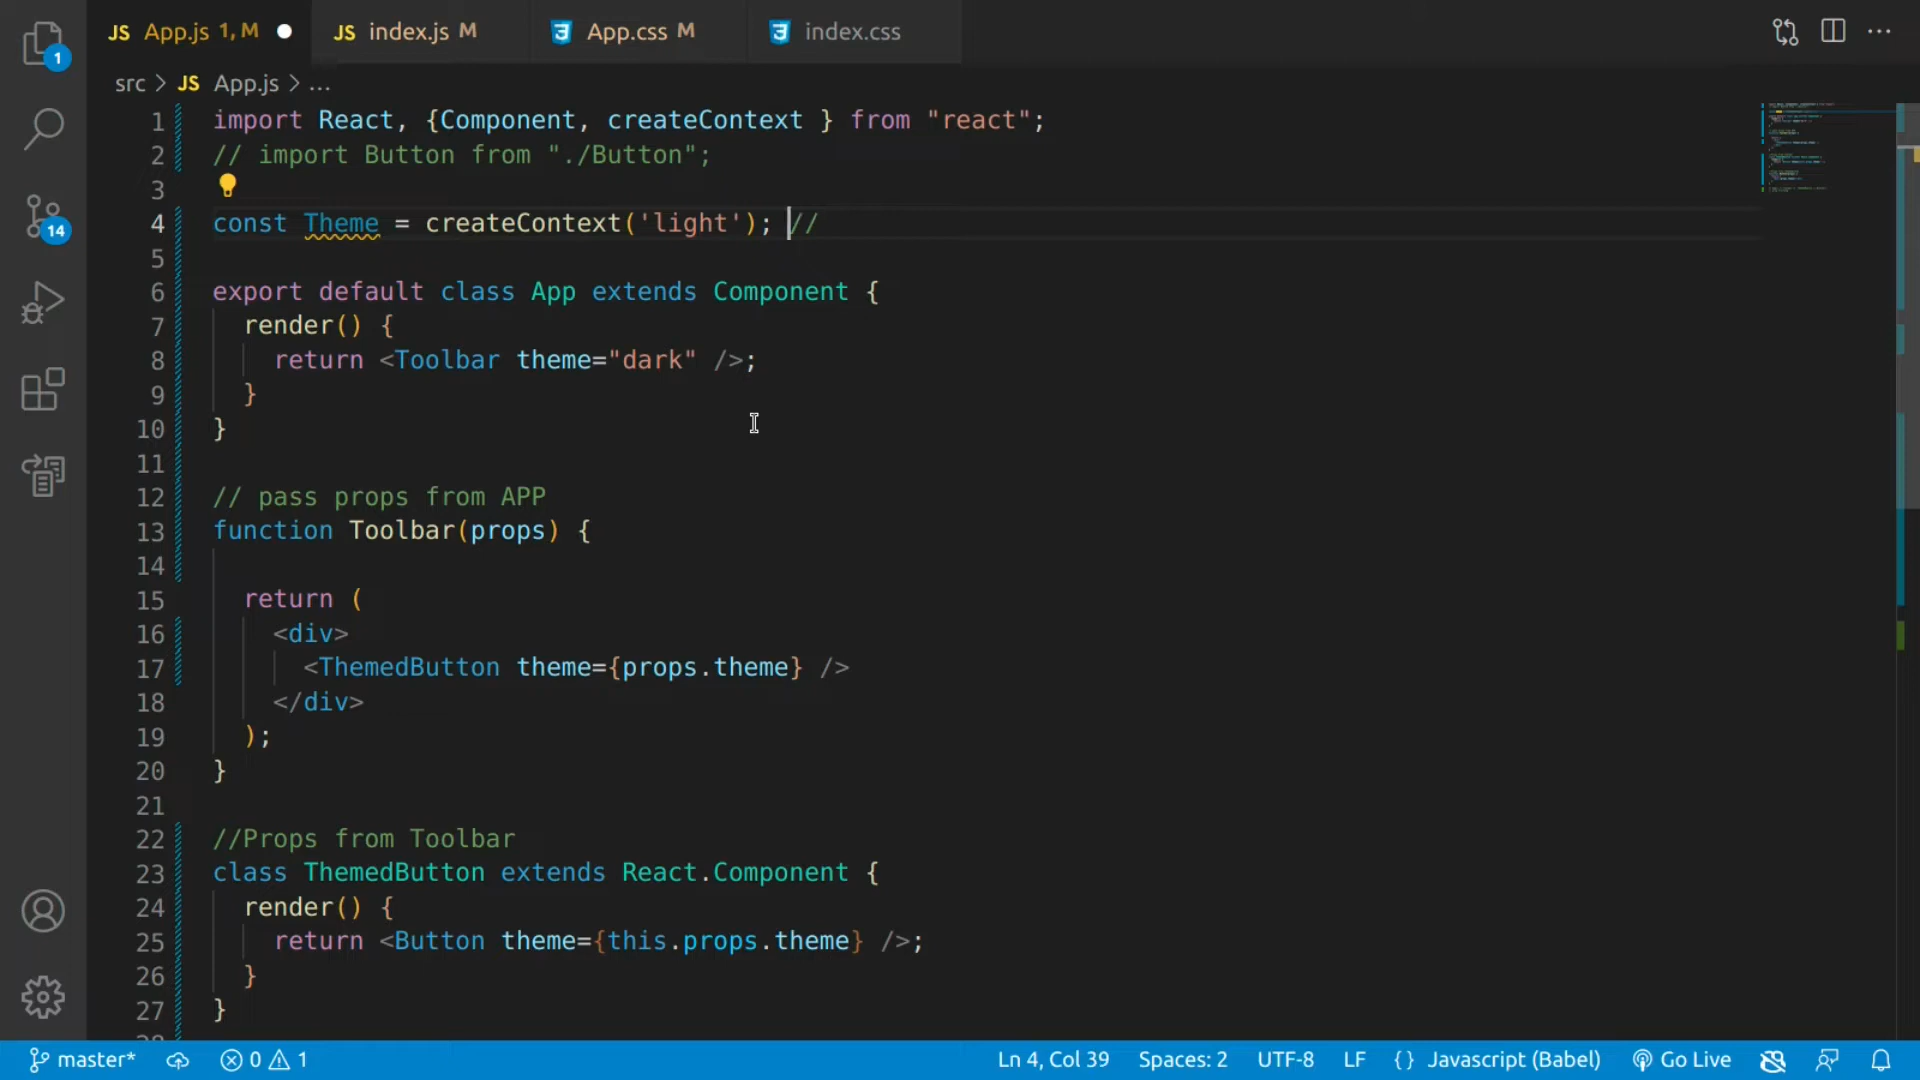 JS App.js 1, M JS index.js M App.css M index.css
1
src JS App.js ...
1 import React, {Component, createContext } from "react";
2 // import Button from "./Button";
3
4 const Theme = createContext('light'); //
14
5
6 export default class App extends Component {
7 render() {
8 return <Toolbar theme="dark" />;
9 }
10 }
11
12 // pass props from APP
13 function Toolbar(props) {
14
15 return (
16 <div>
17 <ThemedButton theme={props.theme} />
18 </div>
19 );
20 }
21
22 //Props from Toolbar
23 class ThemedButton extends React.Component {
24 render() {
25 return <Button theme={this.props.theme} />;
26 }
27 }
master* 0 1 Ln 4, Col 39 Spaces: 2 UTF-8 LF { } Javascript (Babel) Go Live